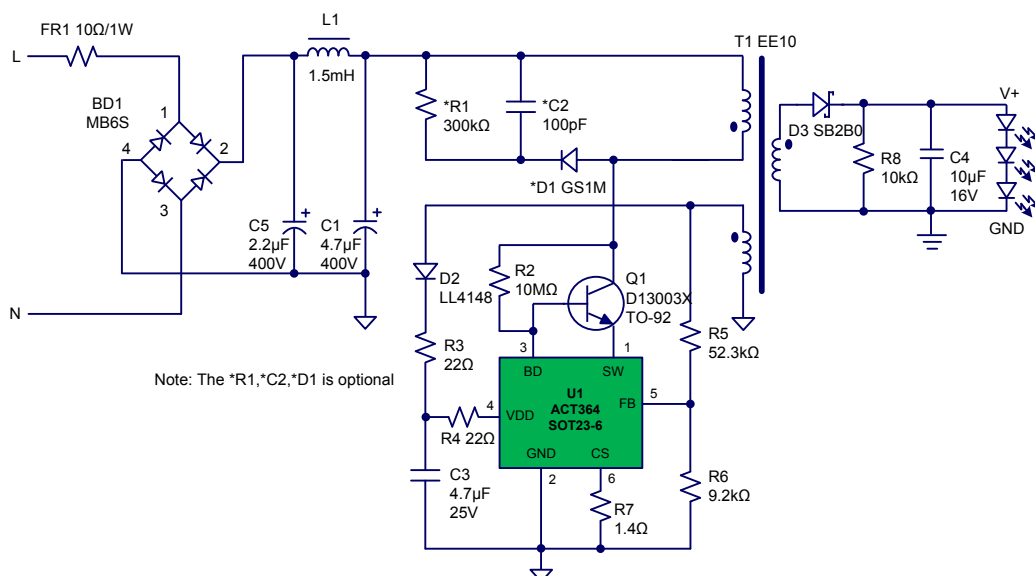 FR1 10Ω/1W
L
BD1
MB6S
1
4
2
3
N
L1
1.5mH
C5
2.2µF
400V
+
C1
4.7µF
400V
+
*R1
300kΩ
*C2
100pF
*D1 GS1M
T1 EE10
D3 SB2B0
R8
10kΩ
C4
10µF
16V
V+
GND
D2
LL4148
R2
10MΩ
Q1
D13003X
TO-92
R3
22Ω
R5
52.3kΩ
Note: The *R1,*C2,*D1 is optional
3
1
BD
SW
U1
ACT364
SOT23-6
4
VDD
FB
5
R4 22Ω
GND
CS
2
6
C3
4.7µF
25V
R7
1.4Ω
R6
9.2kΩ